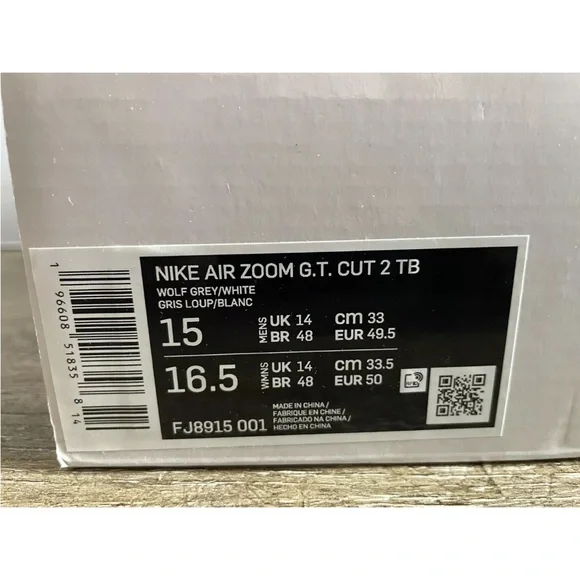 NIKE AIR ZOOM G.T. CUT 2 TB
WOLF GREY/WHITE
GRIS LOUP/BLANC
15 MENS UK 14 CM 33
BR 48 EUR 49.5
16.5 WMNS UK 14 CM 33.5
BR 48 EUR 50
FJ8915 001
MADE IN CHINA/
FABRIQUE EN CHINE/
FABRICADO NA CHINA/
HECHO EN CHINA
1 96608 51835 8 14